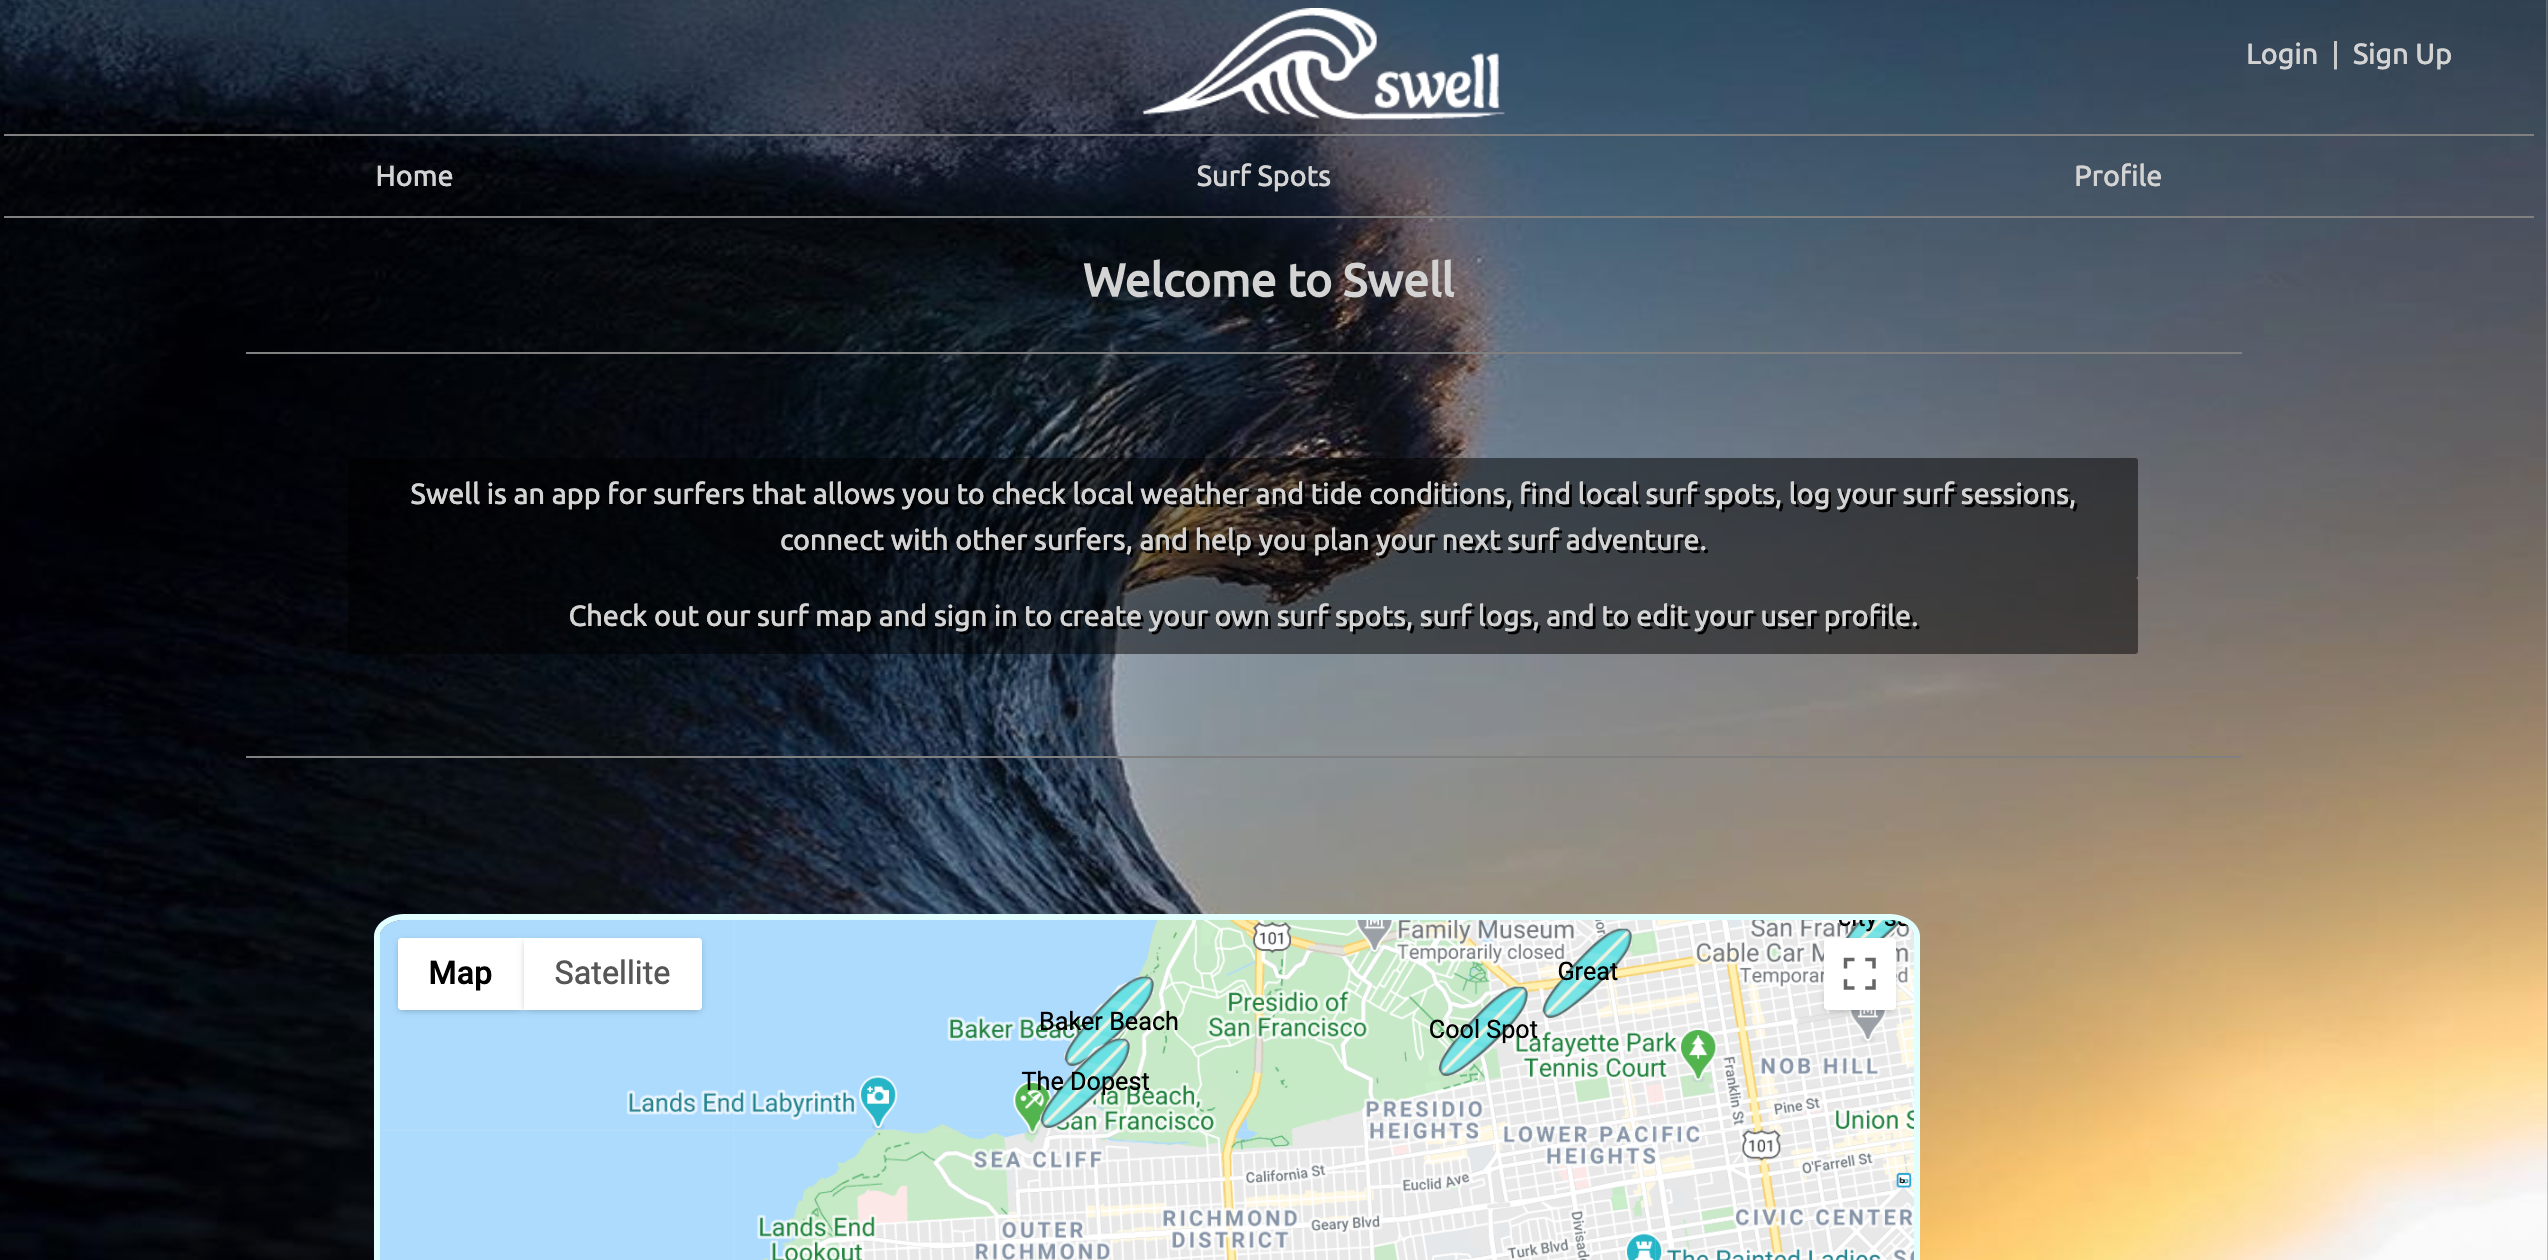 swell
Login | Sign Up
Home
Surf Spots
Profile
Welcome to Swell
Swell is an app for surfers that allows you to check local weather and tide conditions, find local surf spots, log your surf sessions,
connect with other surfers, and help you plan your next surf adventure.
Check out our surf map and sign in to create your own surf spots, surf logs, and to edit your user profile.
Map
Satellite
101
Family Museum
Temporarily closed
Great
San Fran
Cable Car M
Tempora
Baker Beach
Baker Beach
Presidio of
San Francisco
Cool Spot
Lafayette Park
Tennis Court
NOB HILL
The Dopest
Beach,
San Francisco
Lands End Labyrinth
Franklin St
Pine St
PRESIDIO
HEIGHTS
LOWER PACIFIC
HEIGHTS
Union S
101
SEA CLIFF
California St
Euclid Ave
O'Farrell St
Lands End
Lookout
OUTER
RICHMOND
RICHMOND
DISTRICT
Geary Blvd
Divisad
CIVIC CENTER
Turk Blvd
The Painted Ladies